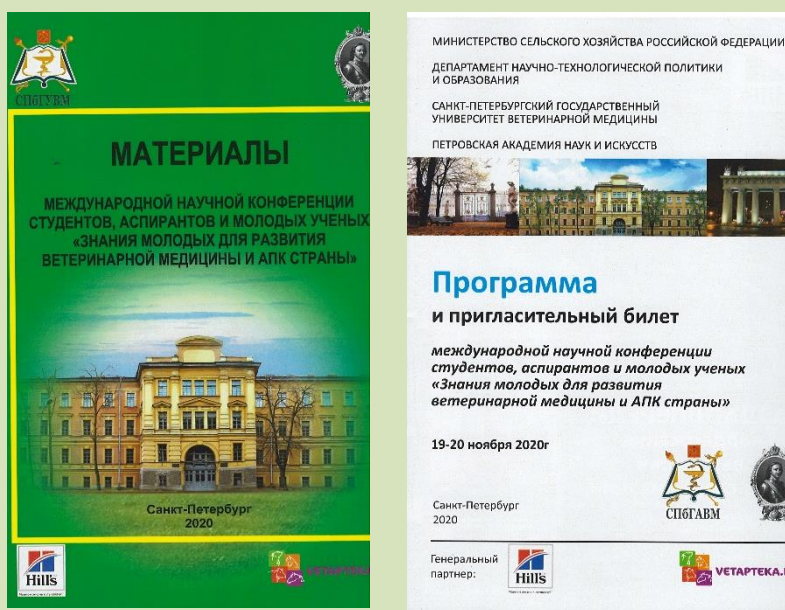 СПбГУВМ
МАТЕРИАЛЫ
МЕЖДУНАРОДНОЙ НАУЧНОЙ КОНФЕРЕНЦИИ
СТУДЕНТОВ, АСПИРАНТОВ И МОЛОДЫХ УЧЕНЫХ
«ЗНАНИЯ МОЛОДЫХ ДЛЯ РАЗВИТИЯ
ВЕТЕРИНАРНОЙ МЕДИЦИНЫ И АПК СТРАНЫ»
Санкт-Петербург
2020
Hill's
МИНИСТЕРСТВО СЕЛЬСКОГО ХОЗЯЙСТВА РОССИЙСКОЙ ФЕДЕРАЦИИ
ДЕПАРТАМЕНТ НАУЧНО-ТЕХНОЛОГИЧЕСКОЙ ПОЛИТИКИ
И ОБРАЗОВАНИЯ
САНКТ-ПЕТЕРБУРГСКИЙ ГОСУДАРСТВЕННЫЙ
УНИВЕРСИТЕТ ВЕТЕРИНАРНОЙ МЕДИЦИНЫ
ПЕТРОВСКАЯ АКАДЕМИЯ НАУК И ИСКУССТВ
Программа
и пригласительный билет
международной научной конференции
студентов, аспирантов и молодых ученых
«Знания молодых для развития
ветеринарной медицины и АПК страны»
19-20 ноября 2020г
СПбГАВМ
Санкт-Петербург
2020
Генеральный
партнер:
Hill's
VETAPTEKA.